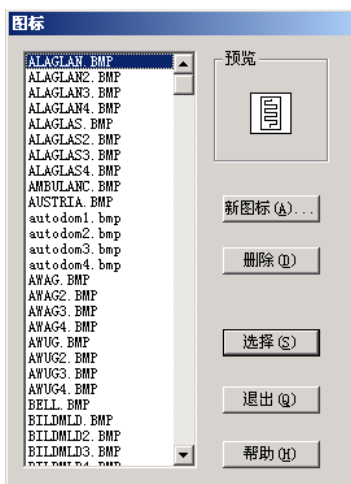 图标
ALAGLAN.BMP
ALAGLAN2.BMP
ALAGLAN3.BMP
ALAGLAN4.BMP
ALAGLAS.BMP
ALAGLAS2.BMP
ALAGLAS3.BMP
ALAGLAS4.BMP
AMBULANC.BMP
AUSTRIA.BMP
autodom1.bmp
autodom2.bmp
autodom3.bmp
autodom4.bmp
AWAG.BMP
AWAG2.BMP
AWAG3.BMP
AWAG4.BMP
AWUG.BMP
AWUG2.BMP
AWUG3.BMP
AWUG4.BMP
BELL.BMP
BILDMLD.BMP
BILDMLD2.BMP
BILDMLD3.BMP
BILDMLD4.BMP
预览
新图标(A)...
删除(D)
选择(S)
退出(Q)
帮助(H)